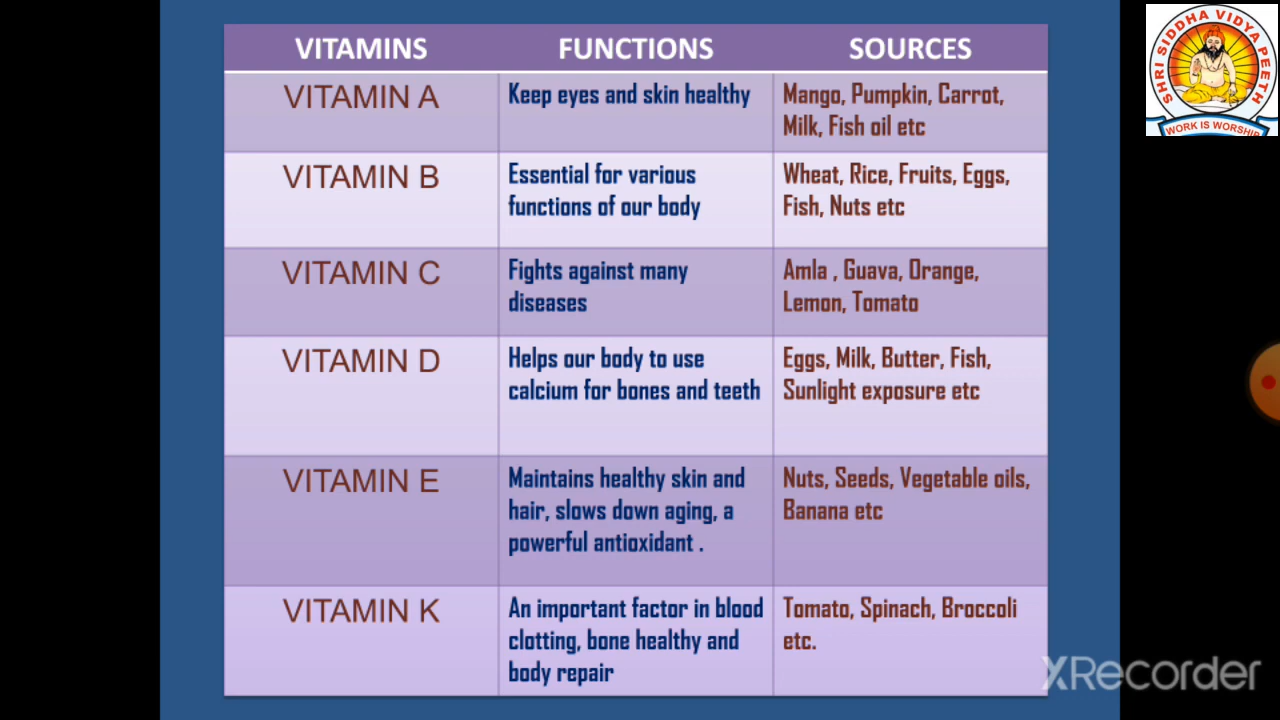 VITAMINS FUNCTIONS SOURCES
VITAMIN A
Keep eyes and skin healthy
Mango, Pumpkin, Carrot,
Milk, Fish oil etc
VITAMIN B
Essential for various
functions of our body
Wheat, Rice, Fruits, Eggs,
Fish, Nuts etc
VITAMIN C
Fights against many
diseases
Amla , Guava, Orange,
Lemon, Tomato
VITAMIN D
Helps our body to use
calcium for bones and teeth
Eggs, Milk, Butter, Fish,
Sunlight exposure etc
VITAMIN E
Maintains healthy skin and
hair, slows down aging, a
powerful antioxidant .
Nuts, Seeds, Vegetable oils,
Banana etc
VITAMIN K
An important factor in blood
clotting, bone healthy and
body repair
Tomato, Spinach, Broccoli
etc.
SHRI SIDDHA VIDYA PEETH
WORK IS WORSHIP
XRecorder